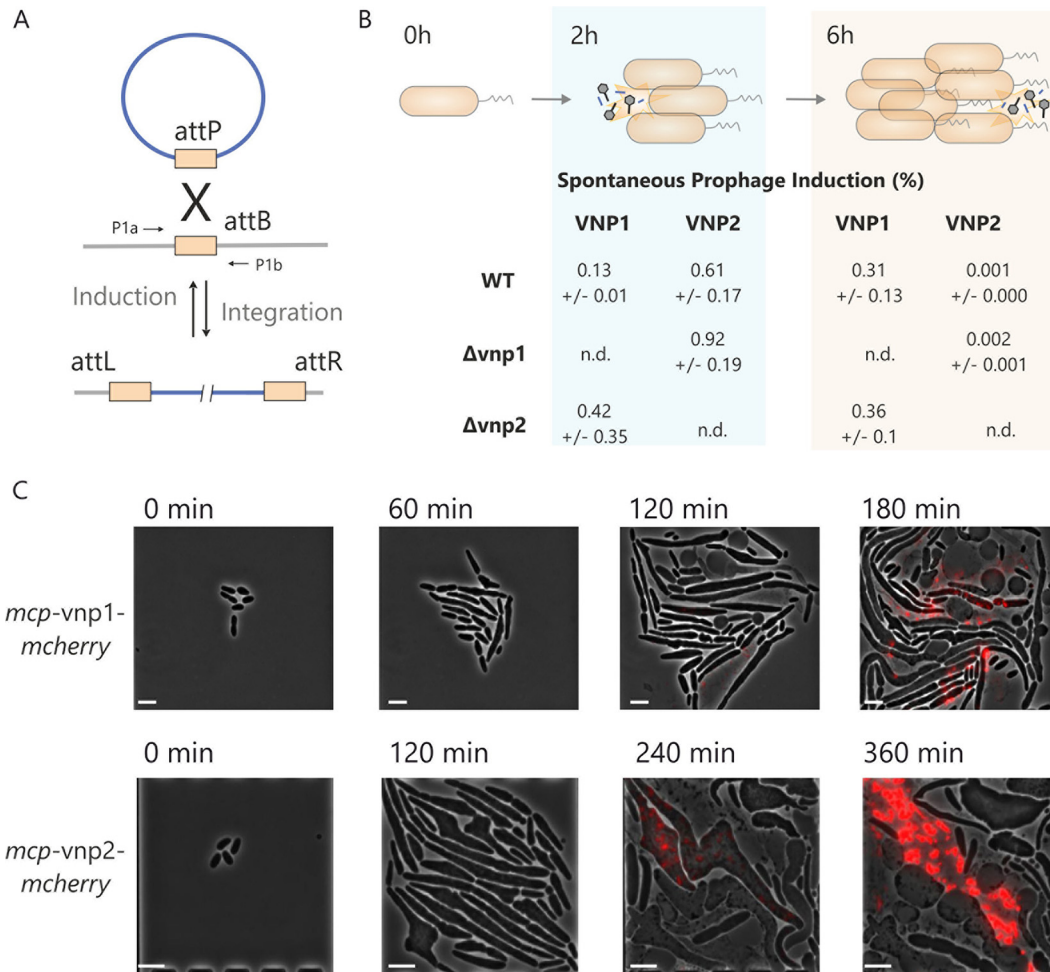 A
attP
X
attB
P1a
P1b
Induction
Integration
attL
attR
B
0h
2h
6h
Spontaneous Prophage Induction (%)
VNP1 VNP2 VNP1 VNP2
WT
0.13 +/- 0.01
0.61 +/- 0.17
0.31 +/- 0.13
0.001 +/- 0.000
Δvnp1
n.d.
0.92 +/- 0.19
n.d.
0.002 +/- 0.001
Δvnp2
0.42 +/- 0.35
n.d.
0.36 +/- 0.1
n.d.
C
0 min 60 min 120 min 180 min
mcp-vnp1-
mcherry
0 min 120 min 240 min 360 min
mcp-vnp2-
mcherry